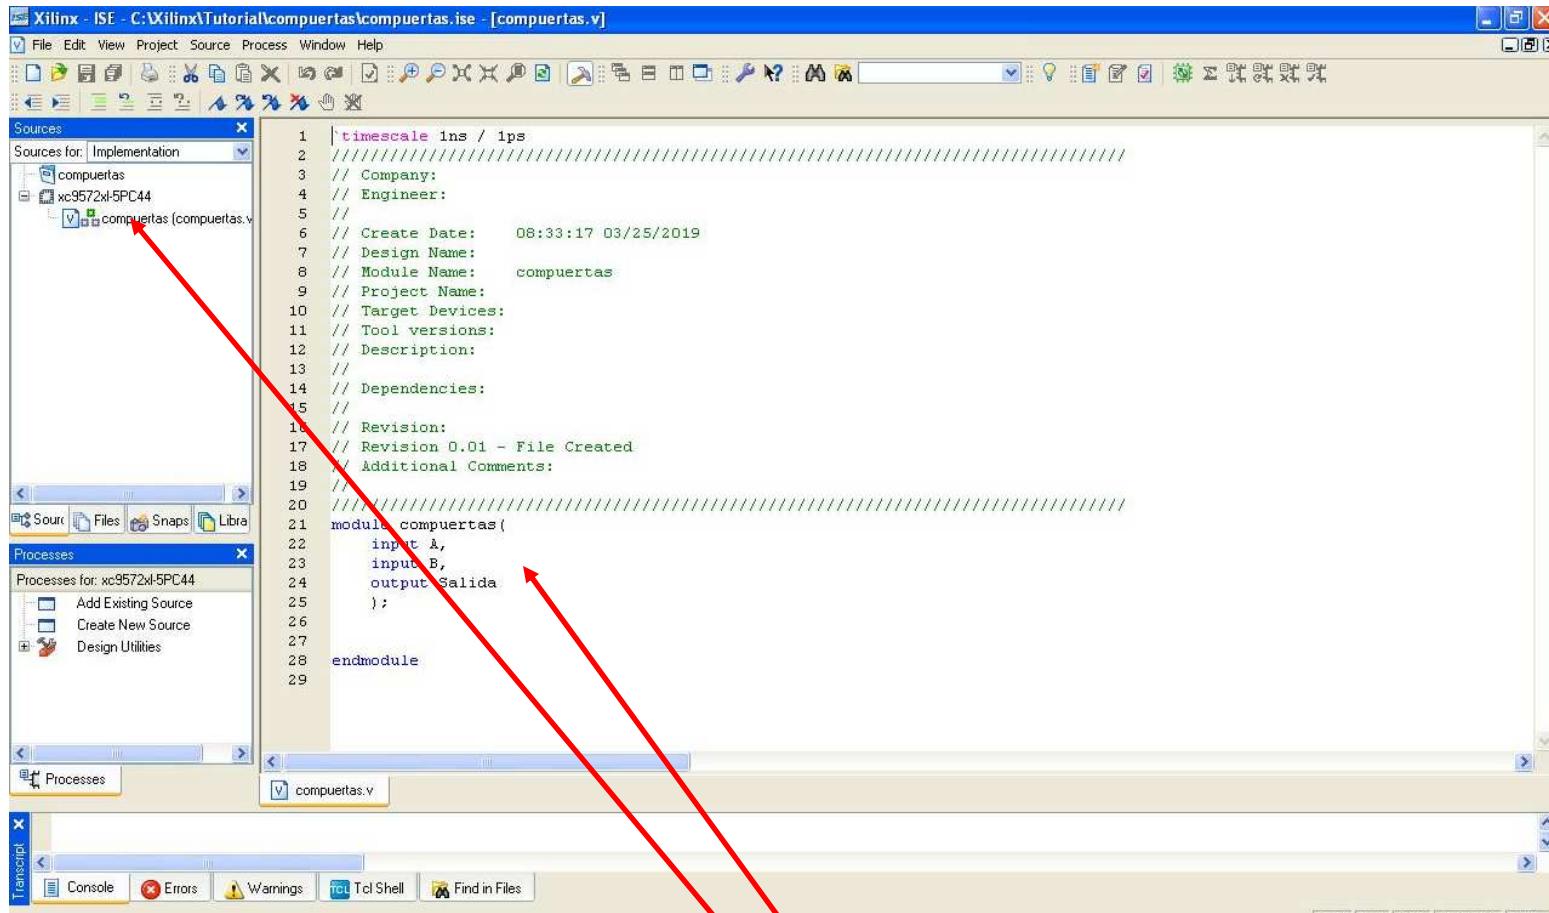 Xilinx - ISE - C:\Xilinx\Tutorial\compuertas\compuertas.ise - [compuertas.v]
File Edit View Project Source Process Window Help
Sources
Sources for: Implementation
compuertas
xc9572xl-5PC44
compuertas (compuertas.v
Sourc Files Snaps Libra
Processes
Processes for: xc9572xl-5PC44
Add Existing Source
Create New Source
Design Utilities
Processes
1 `timescale 1ns / 1ps
2 //////////////////////////////////////////////////////////////////////////////////
3 // Company:
4 // Engineer:
5 //
6 // Create Date:    08:33:17 03/25/2019
7 // Design Name:
8 // Module Name:    compuertas
9 // Project Name:
10 // Target Devices:
11 // Tool versions:
12 // Description:
13 //
14 // Dependencies:
15 //
16 // Revision:
17 // Revision 0.01 - File Created
18 // Additional Comments:
19 //
20 //////////////////////////////////////////////////////////////////////////////////
21 module compuertas(
22     input A,
23     input B,
24     output Salida
25     );
26
27
28 endmodule
29
compuertas.v
Transcript
Console Errors Warnings Tcl Shell Find in Files